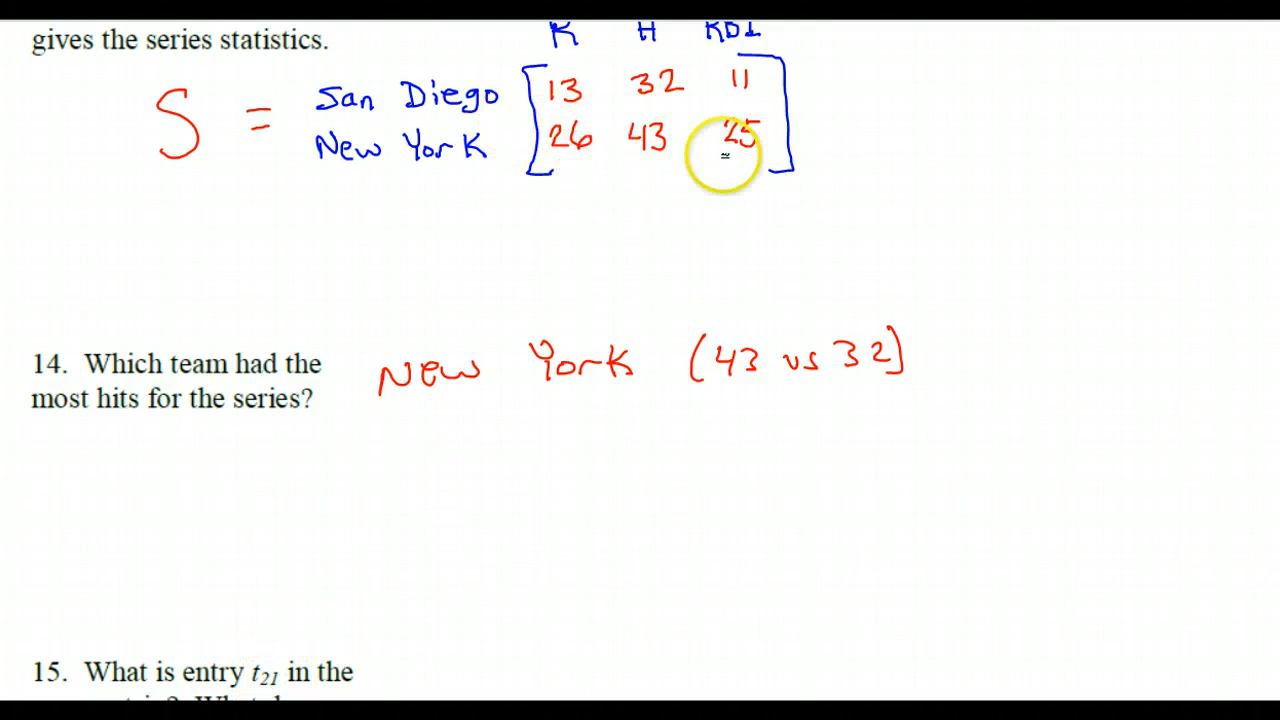 gives the series statistics.
K H RBI
S = San Diego 13 32 11
New York 26 43 25
14. Which team had the New York (43 vs 32)
most hits for the series?
15. What is entry t21 in the